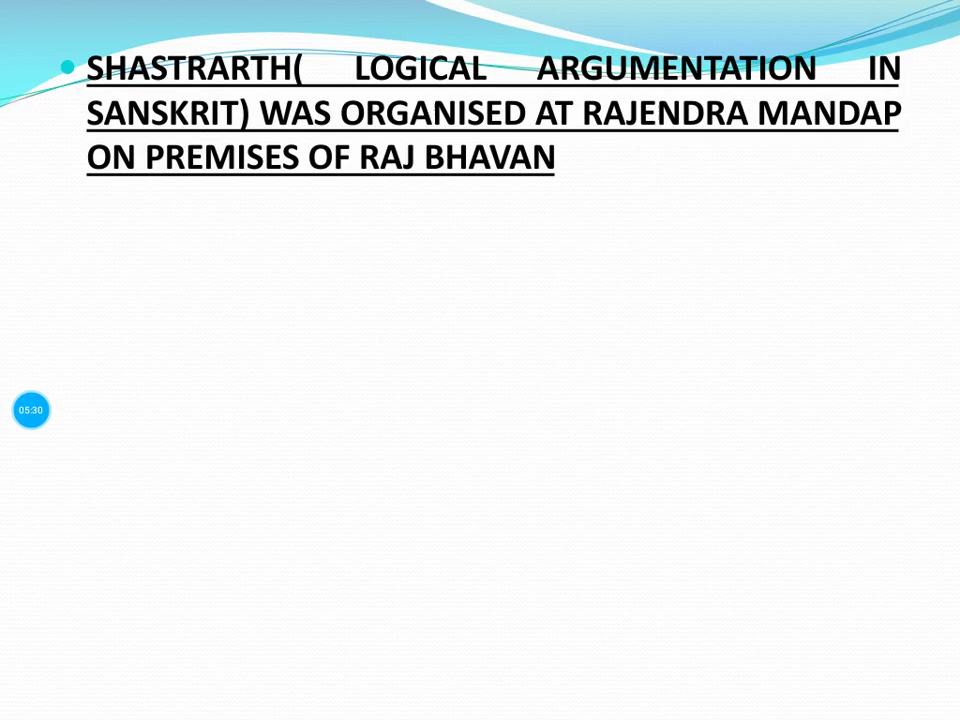 SHASTRARTH( LOGICAL ARGUMENTATION IN
SANSKRIT) WAS ORGANISED AT RAJENDRA MANDAP
ON PREMISES OF RAJ BHAVAN
05:30